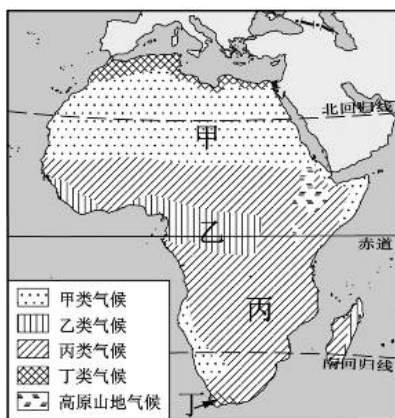 北回归线
甲
乙
赤道
丙
南回归线
丁
甲类气候
乙类气候
丙类气候
丁类气候
高原山地气候